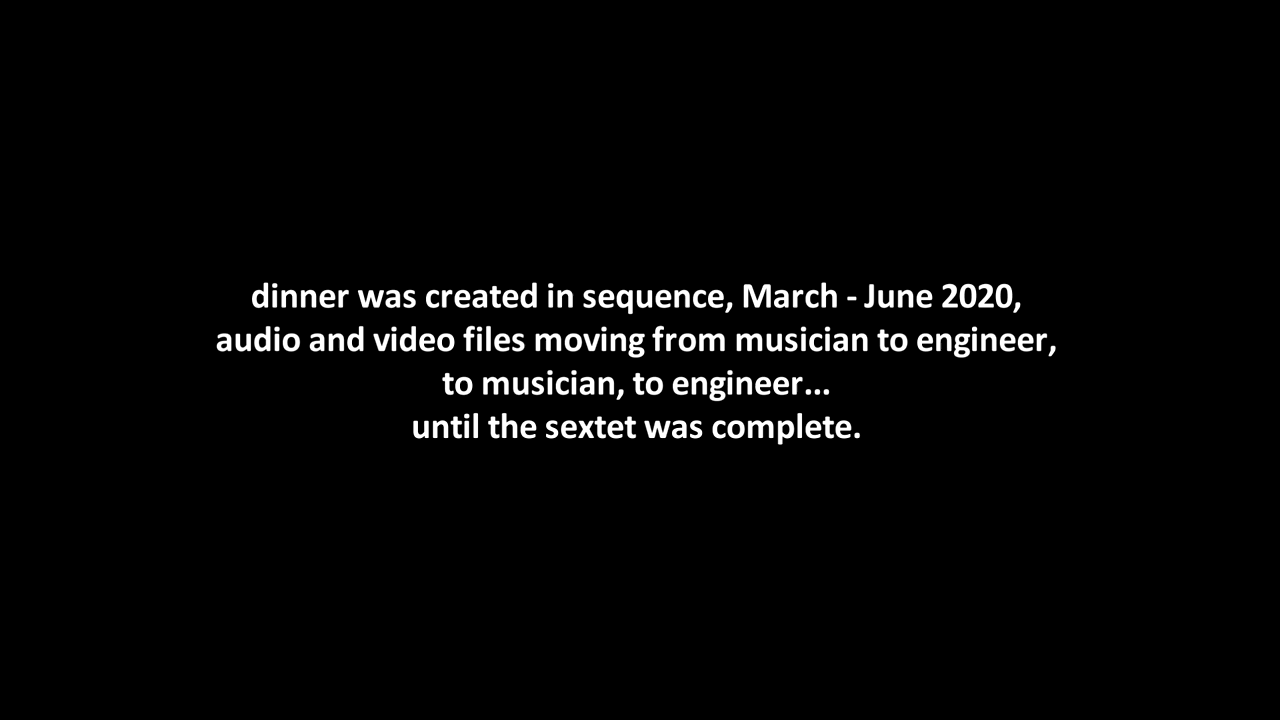 dinner was created in sequence, March - June 2020,
audio and video files moving from musician to engineer,
to musician, to engineer...
until the sextet was complete.